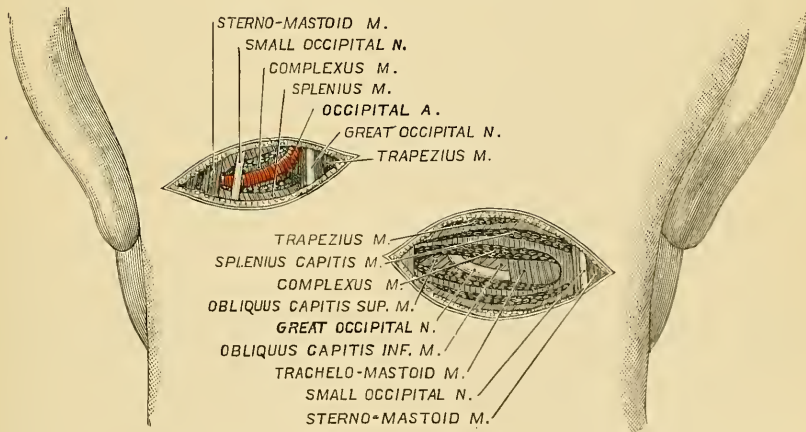 STERNO-MASTOID M.
SMALL OCCIPITAL N.
COMPLEXUS M.
SPLENIUS M.
OCCIPITAL A.
GREAT OCCIPITAL N.
TRAPEZIUS M.
TRAPEZIUS M.
SPLENIUS CAPITIS M.
COMPLEXUS M.
OBLIQUUS CAPITIS SUP. M.
GREAT OCCIPITAL N.
OBLIQUUS CAPITIS INF. M.
TRACHELO-MASTOID M.
SMALL OCCIPITAL N.
STERNO-MASTOID M.